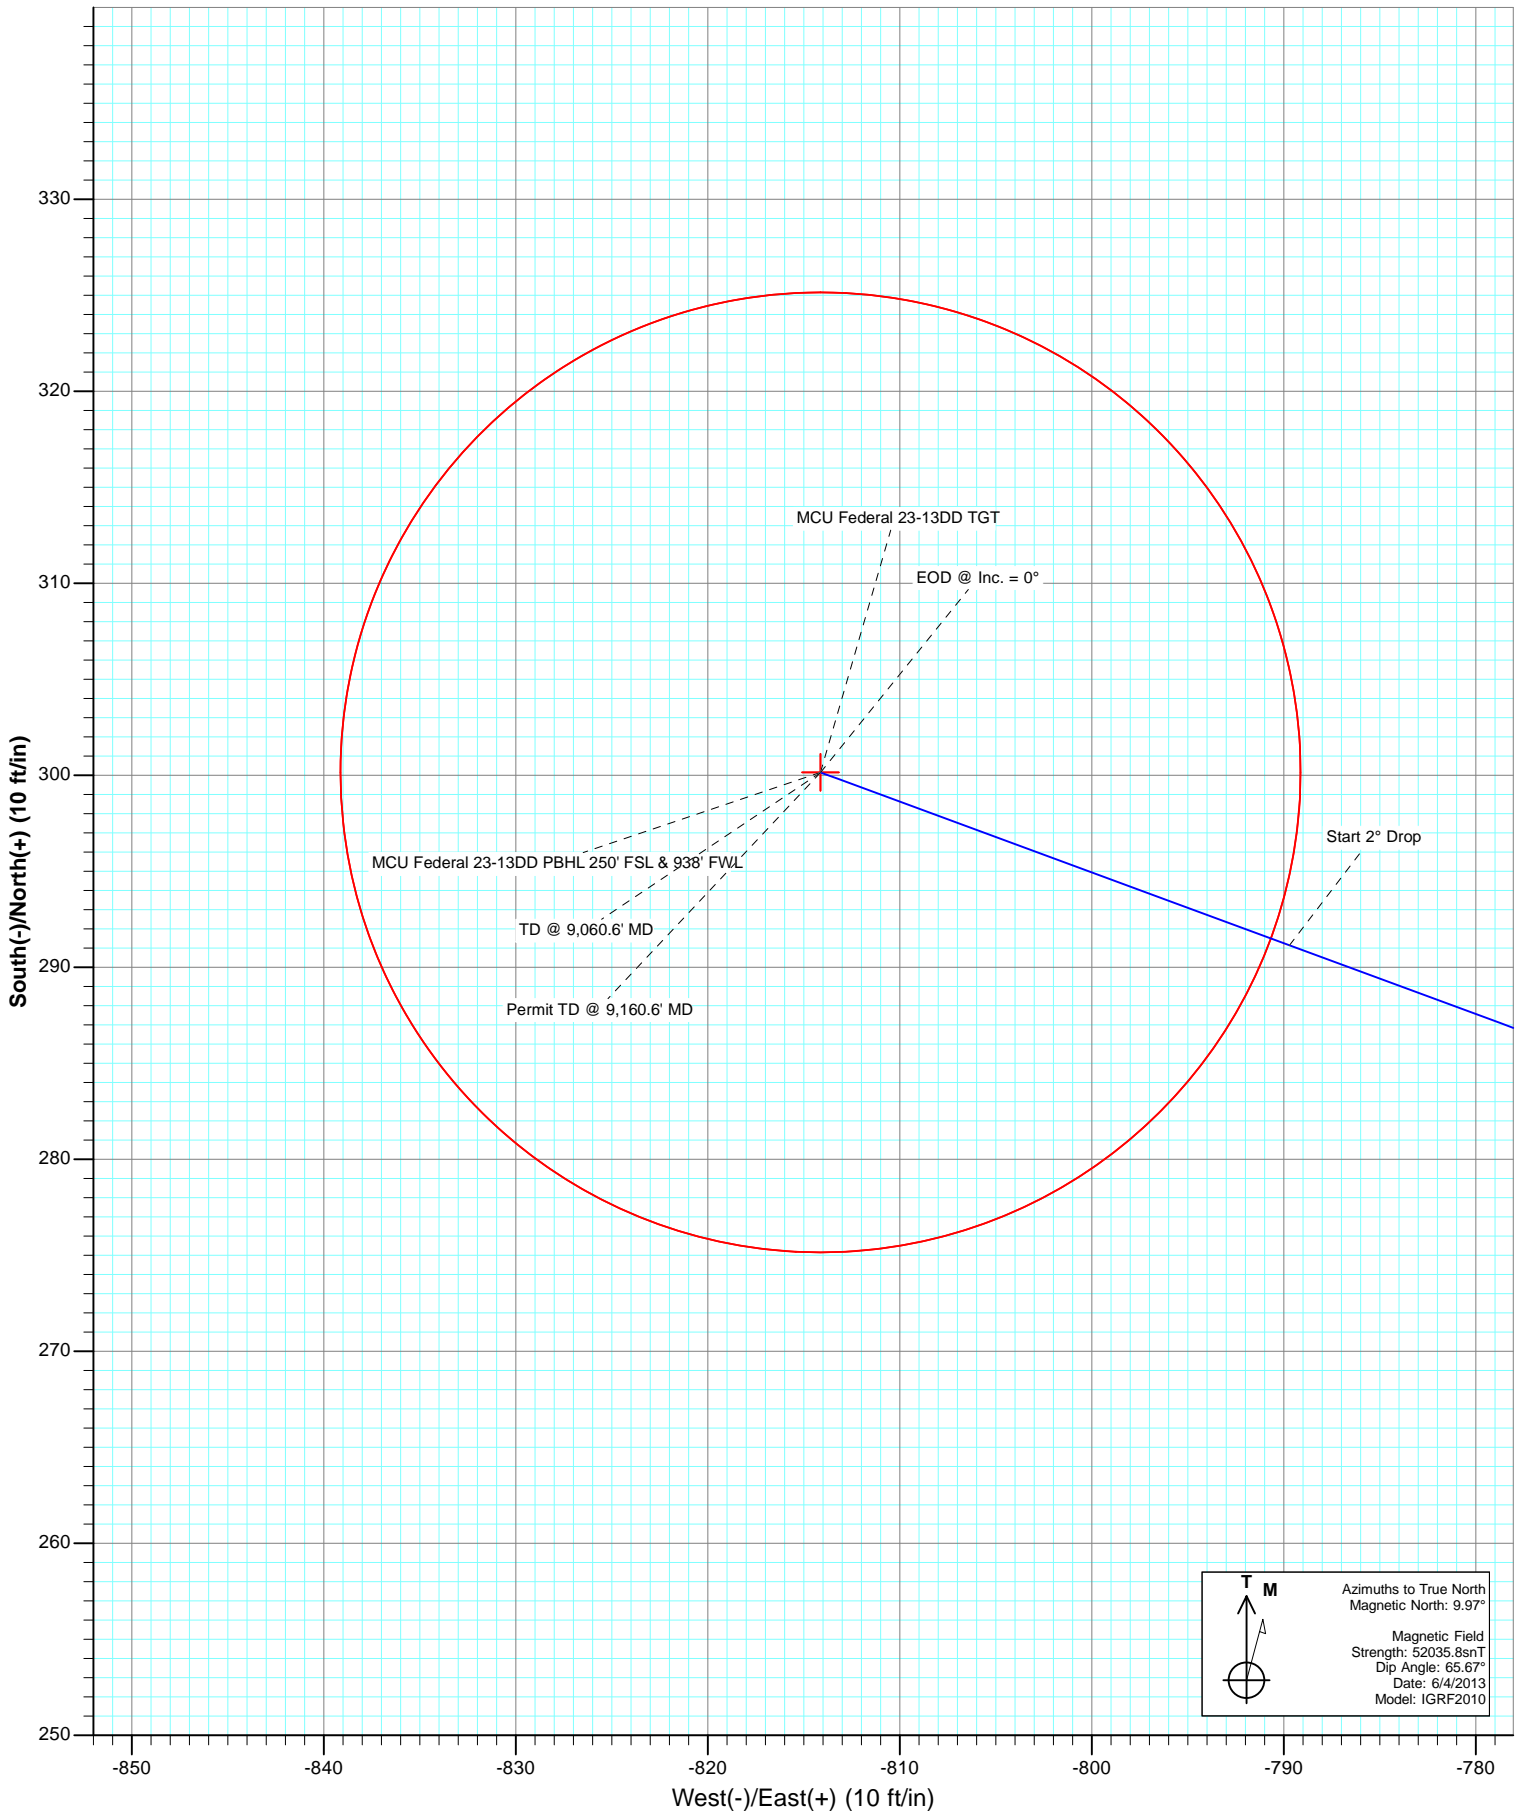 330
320
310
300
290
280
270
260
250
South(-)/North(+) (10 ft/in)
MCU Federal 23-13DD TGT
EOD @ Inc. = 0°
Start 2° Drop
MCU Federal 23-13DD PBHL 250' FSL & 938' FWL
TD @ 9,060.6' MD
Permit TD @ 9,160.6' MD
T M
Azimuths to True North
Magnetic North: 9.97°
Magnetic Field
Strength: 52035.8snT
Dip Angle: 65.67°
Date: 6/4/2013
Model: IGRF2010
-850 -840 -830 -820 -810 -800 -790 -780
West(-)/East(+) (10 ft/in)